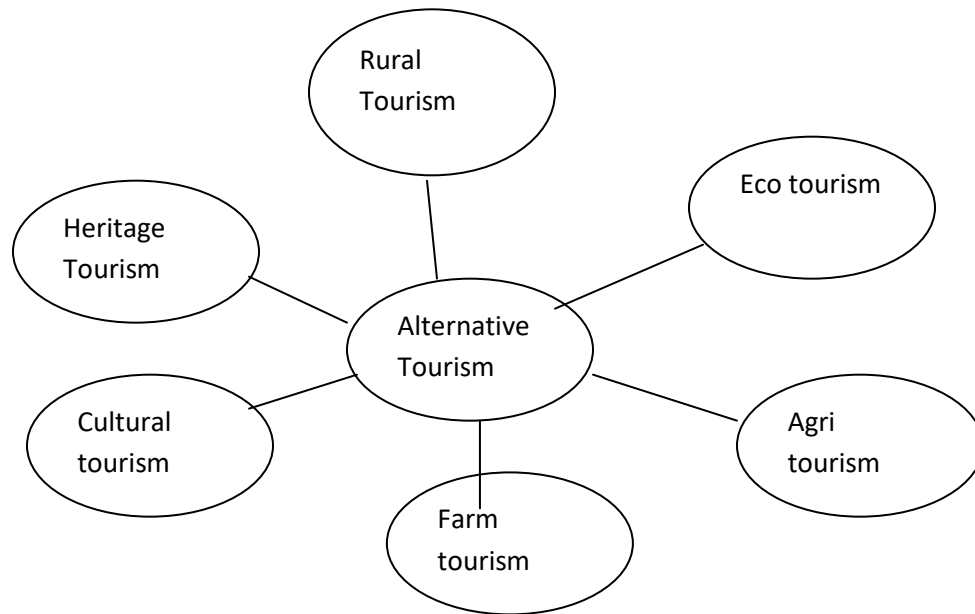 Rural
Tourism
Eco tourism
Heritage
Tourism
Alternative
Tourism
Cultural
tourism
Agri
tourism
Farm
tourism